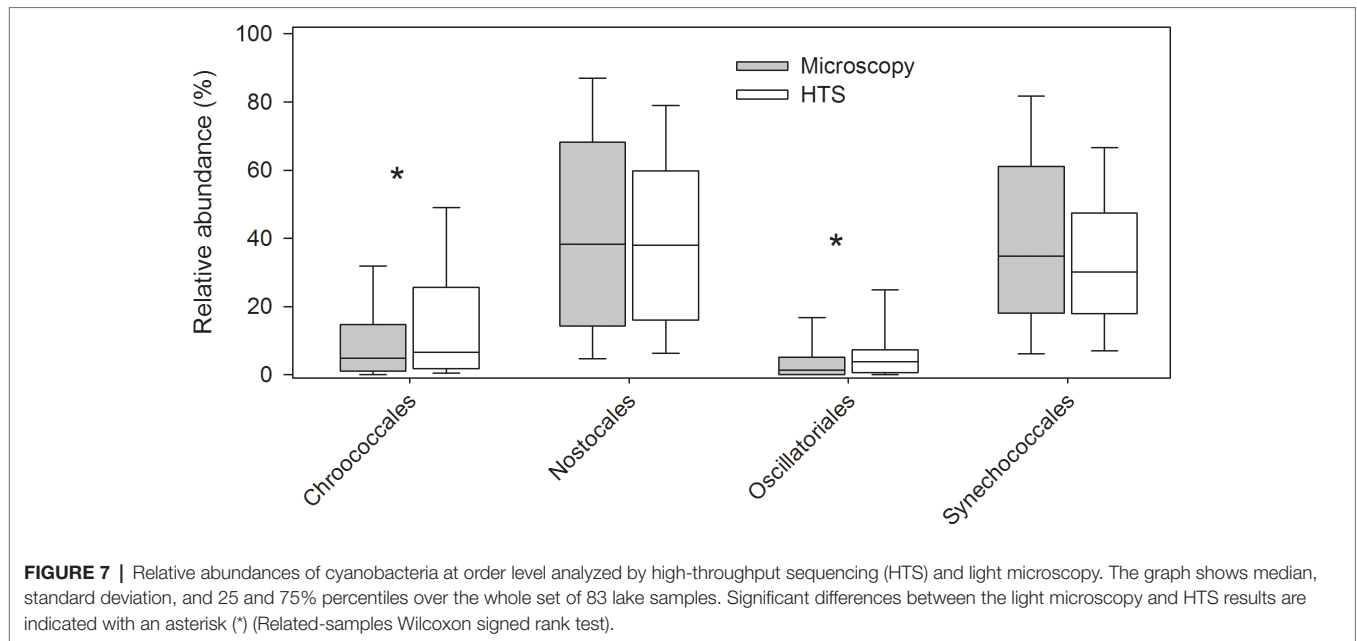 100
80
60
40
20
0
Relative abundance (%)
Microscopy
HTS
*
*
Chroococcales
Nostocales
Oscillatoriales
Synechococcales
FIGURE 7 | Relative abundances of cyanobacteria at order level analyzed by high-throughput sequencing (HTS) and light microscopy. The graph shows median,
standard deviation, and 25 and 75% percentiles over the whole set of 83 lake samples. Significant differences between the light microscopy and HTS results are
indicated with an asterisk (*) (Related-samples Wilcoxon signed rank test).